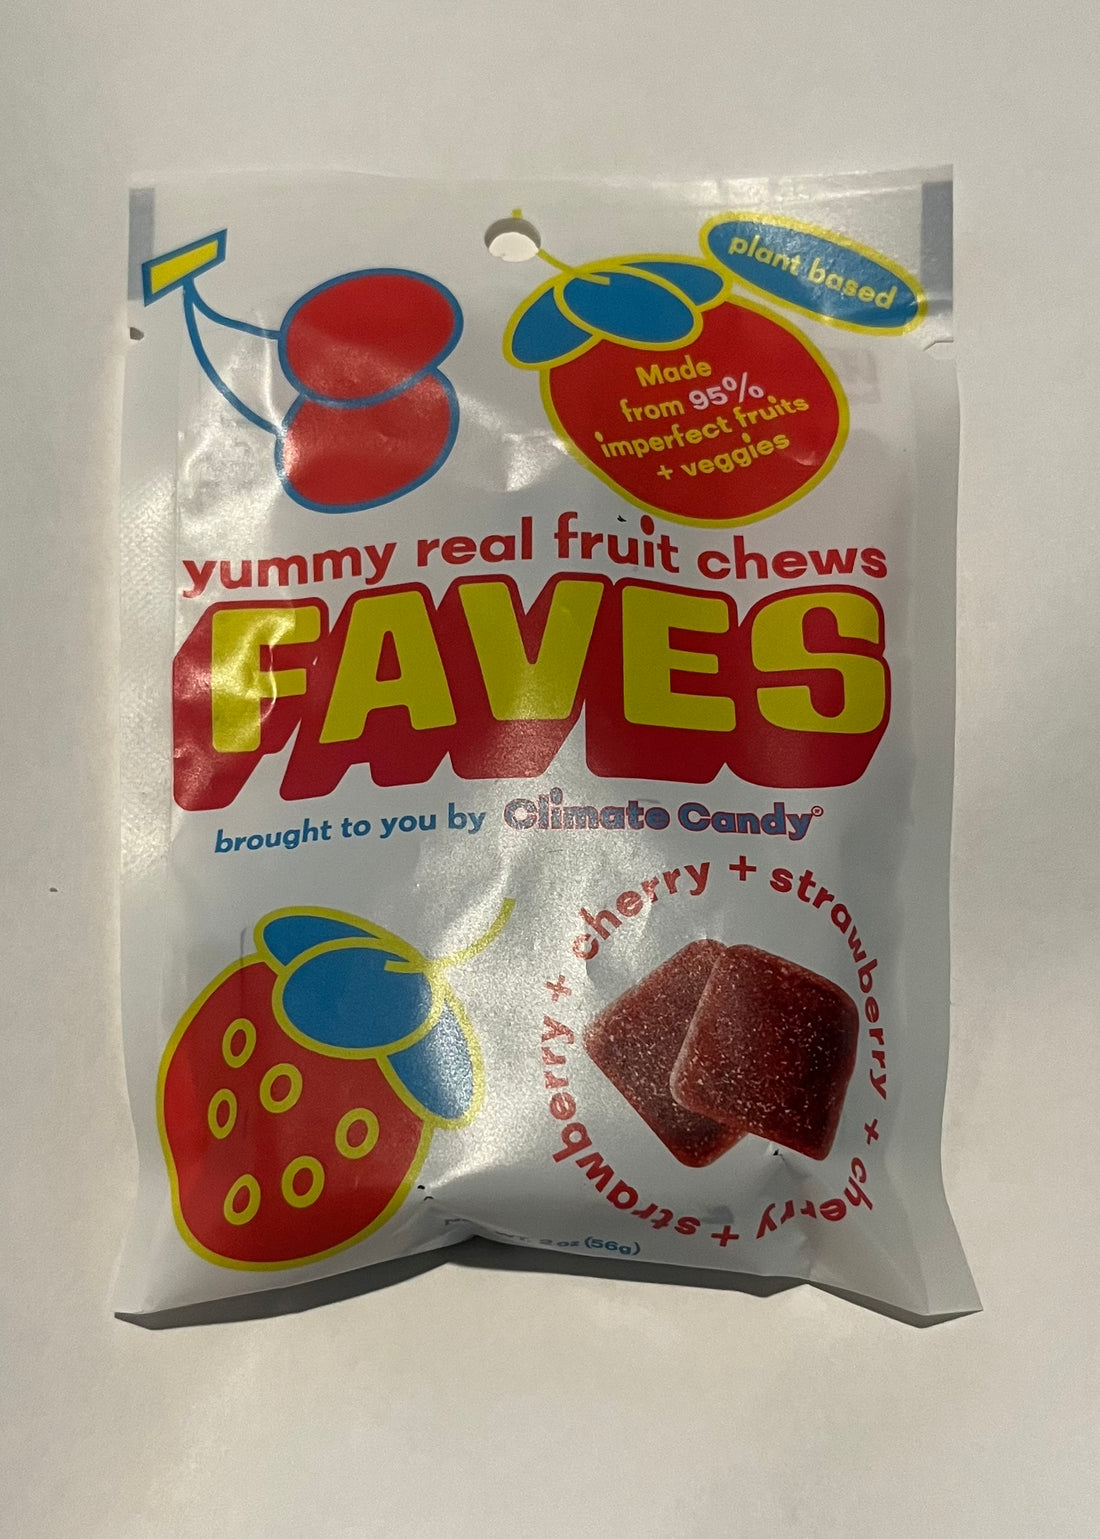 plant based
Made
from 95%
imperfect fruits
+ veggies
yummy real fruit chews
FAVES
brought to you by Climate Candy®
cherry + strawberry + cherry + strawberry +
WT. 2 oz (56g)